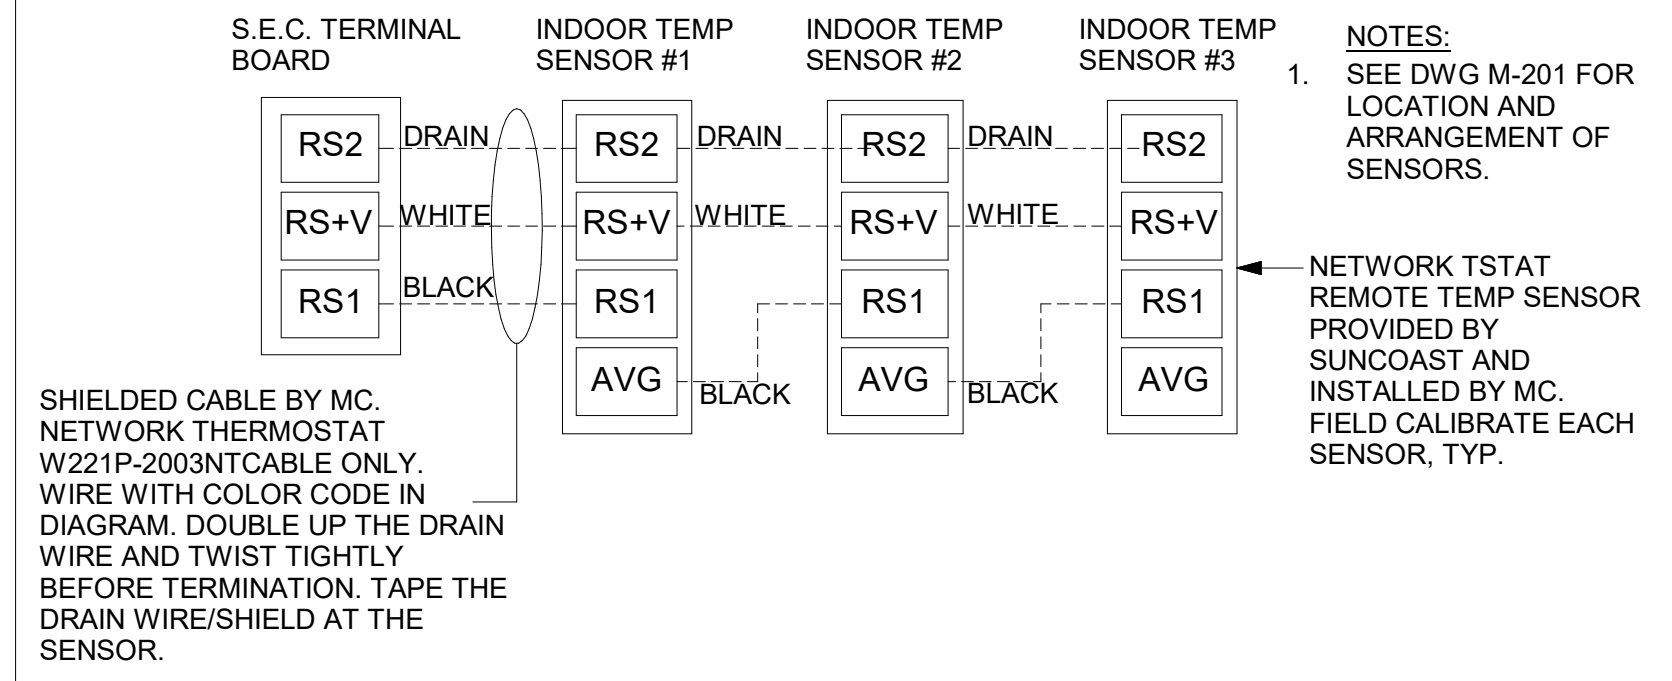 S.E.C. TERMINAL
BOARD
INDOOR TEMP
SENSOR #1
INDOOR TEMP
SENSOR #2
INDOOR TEMP
SENSOR #3
NOTES:
1. SEE DWG M-201 FOR
LOCATION AND
ARRANGEMENT OF
SENSORS.
RS2 DRAIN RS2 DRAIN RS2 DRAIN RS2
RS+V WHITE RS+V WHITE RS+V WHITE RS+V
RS1 BLACK RS1 RS1 RS1
AVG BLACK AVG BLACK AVG
NETWORK TSTAT
REMOTE TEMP SENSOR
PROVIDED BY
SUNCOAST AND
INSTALLED BY MC.
FIELD CALIBRATE EACH
SENSOR, TYP.
SHIELDED CABLE BY MC.
NETWORK THERMOSTAT
W221P-2003NTCABLE ONLY.
WIRE WITH COLOR CODE IN
DIAGRAM. DOUBLE UP THE DRAIN
WIRE AND TWIST TIGHTLY
BEFORE TERMINATION. TAPE THE
DRAIN WIRE/SHIELD AT THE
SENSOR.